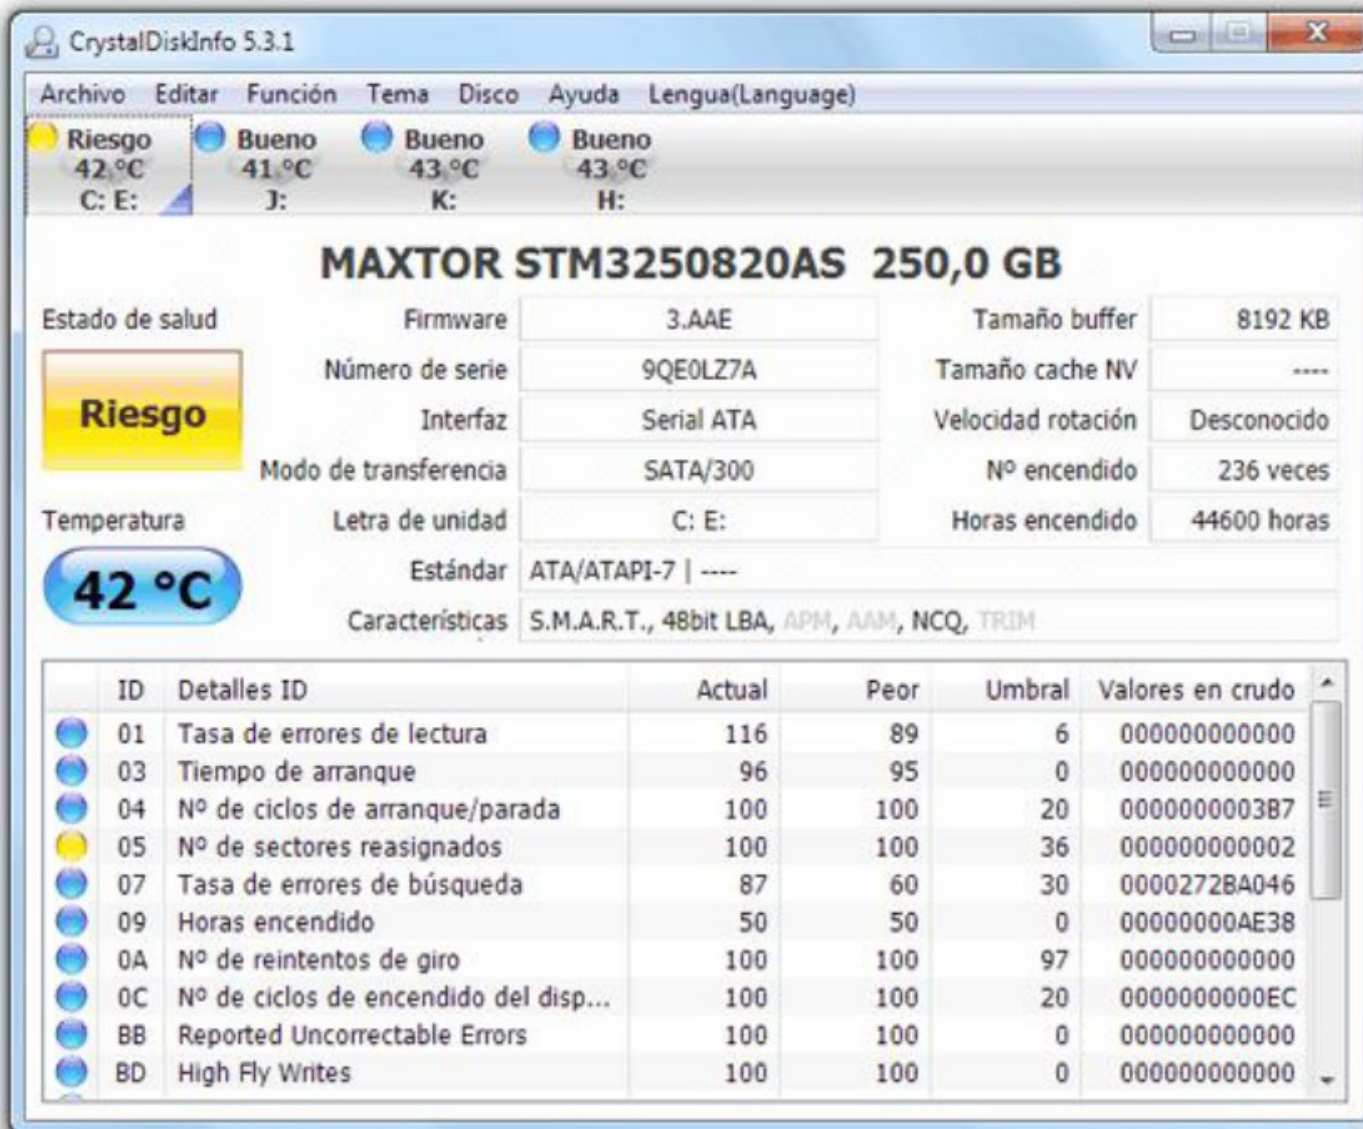 CrystalDiskInfo 5.3.1
Archivo Editar Función Tema Disco Ayuda Lengua(Language)
Riesgo Bueno Bueno Bueno
42 °C 41 °C 43 °C 43 °C
C: E: J: K: H:
MAXTOR STM3250820AS 250,0 GB
Estado de salud Firmware 3.AAE Tamaño buffer 8192 KB
Número de serie 9QE0LZ7A Tamaño cache NV ----
Riesgo Interfaz Serial ATA Velocidad rotación Desconocido
Modo de transferencia SATA/300 Nº encendido 236 veces
Temperatura Letra de unidad C: E: Horas encendido 44600 horas
42 °C Estándar ATA/ATAPI-7 | ----
Características S.M.A.R.T., 48bit LBA, APM, AAM, NCQ, TRIM
ID Detalles ID Actual Peor Umbral Valores en crudo
01 Tasa de errores de lectura 116 89 6 000000000000
03 Tiempo de arranque 96 95 0 000000000000
04 Nº de ciclos de arranque/parada 100 100 20 0000000003B7
05 Nº de sectores reasignados 100 100 36 000000000002
07 Tasa de errores de búsqueda 87 60 30 0000272BA046
09 Horas encendido 50 50 0 00000000AE38
0A Nº de reintentos de giro 100 100 97 000000000000
0C Nº de ciclos de encendido del disp... 100 100 20 0000000000EC
BB Reported Uncorrectable Errors 100 100 0 000000000000
BD High Fly Writes 100 100 0 000000000000